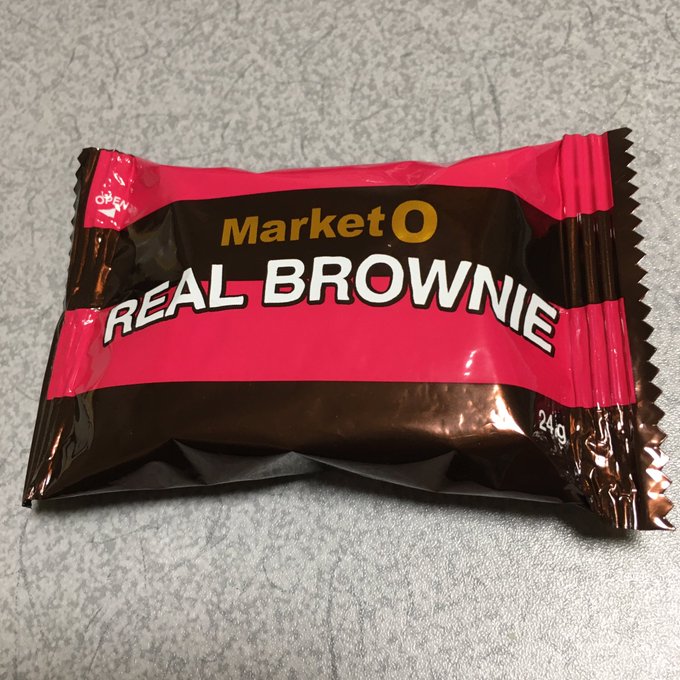 OPEN
Market O
REAL BROWNIE
24g